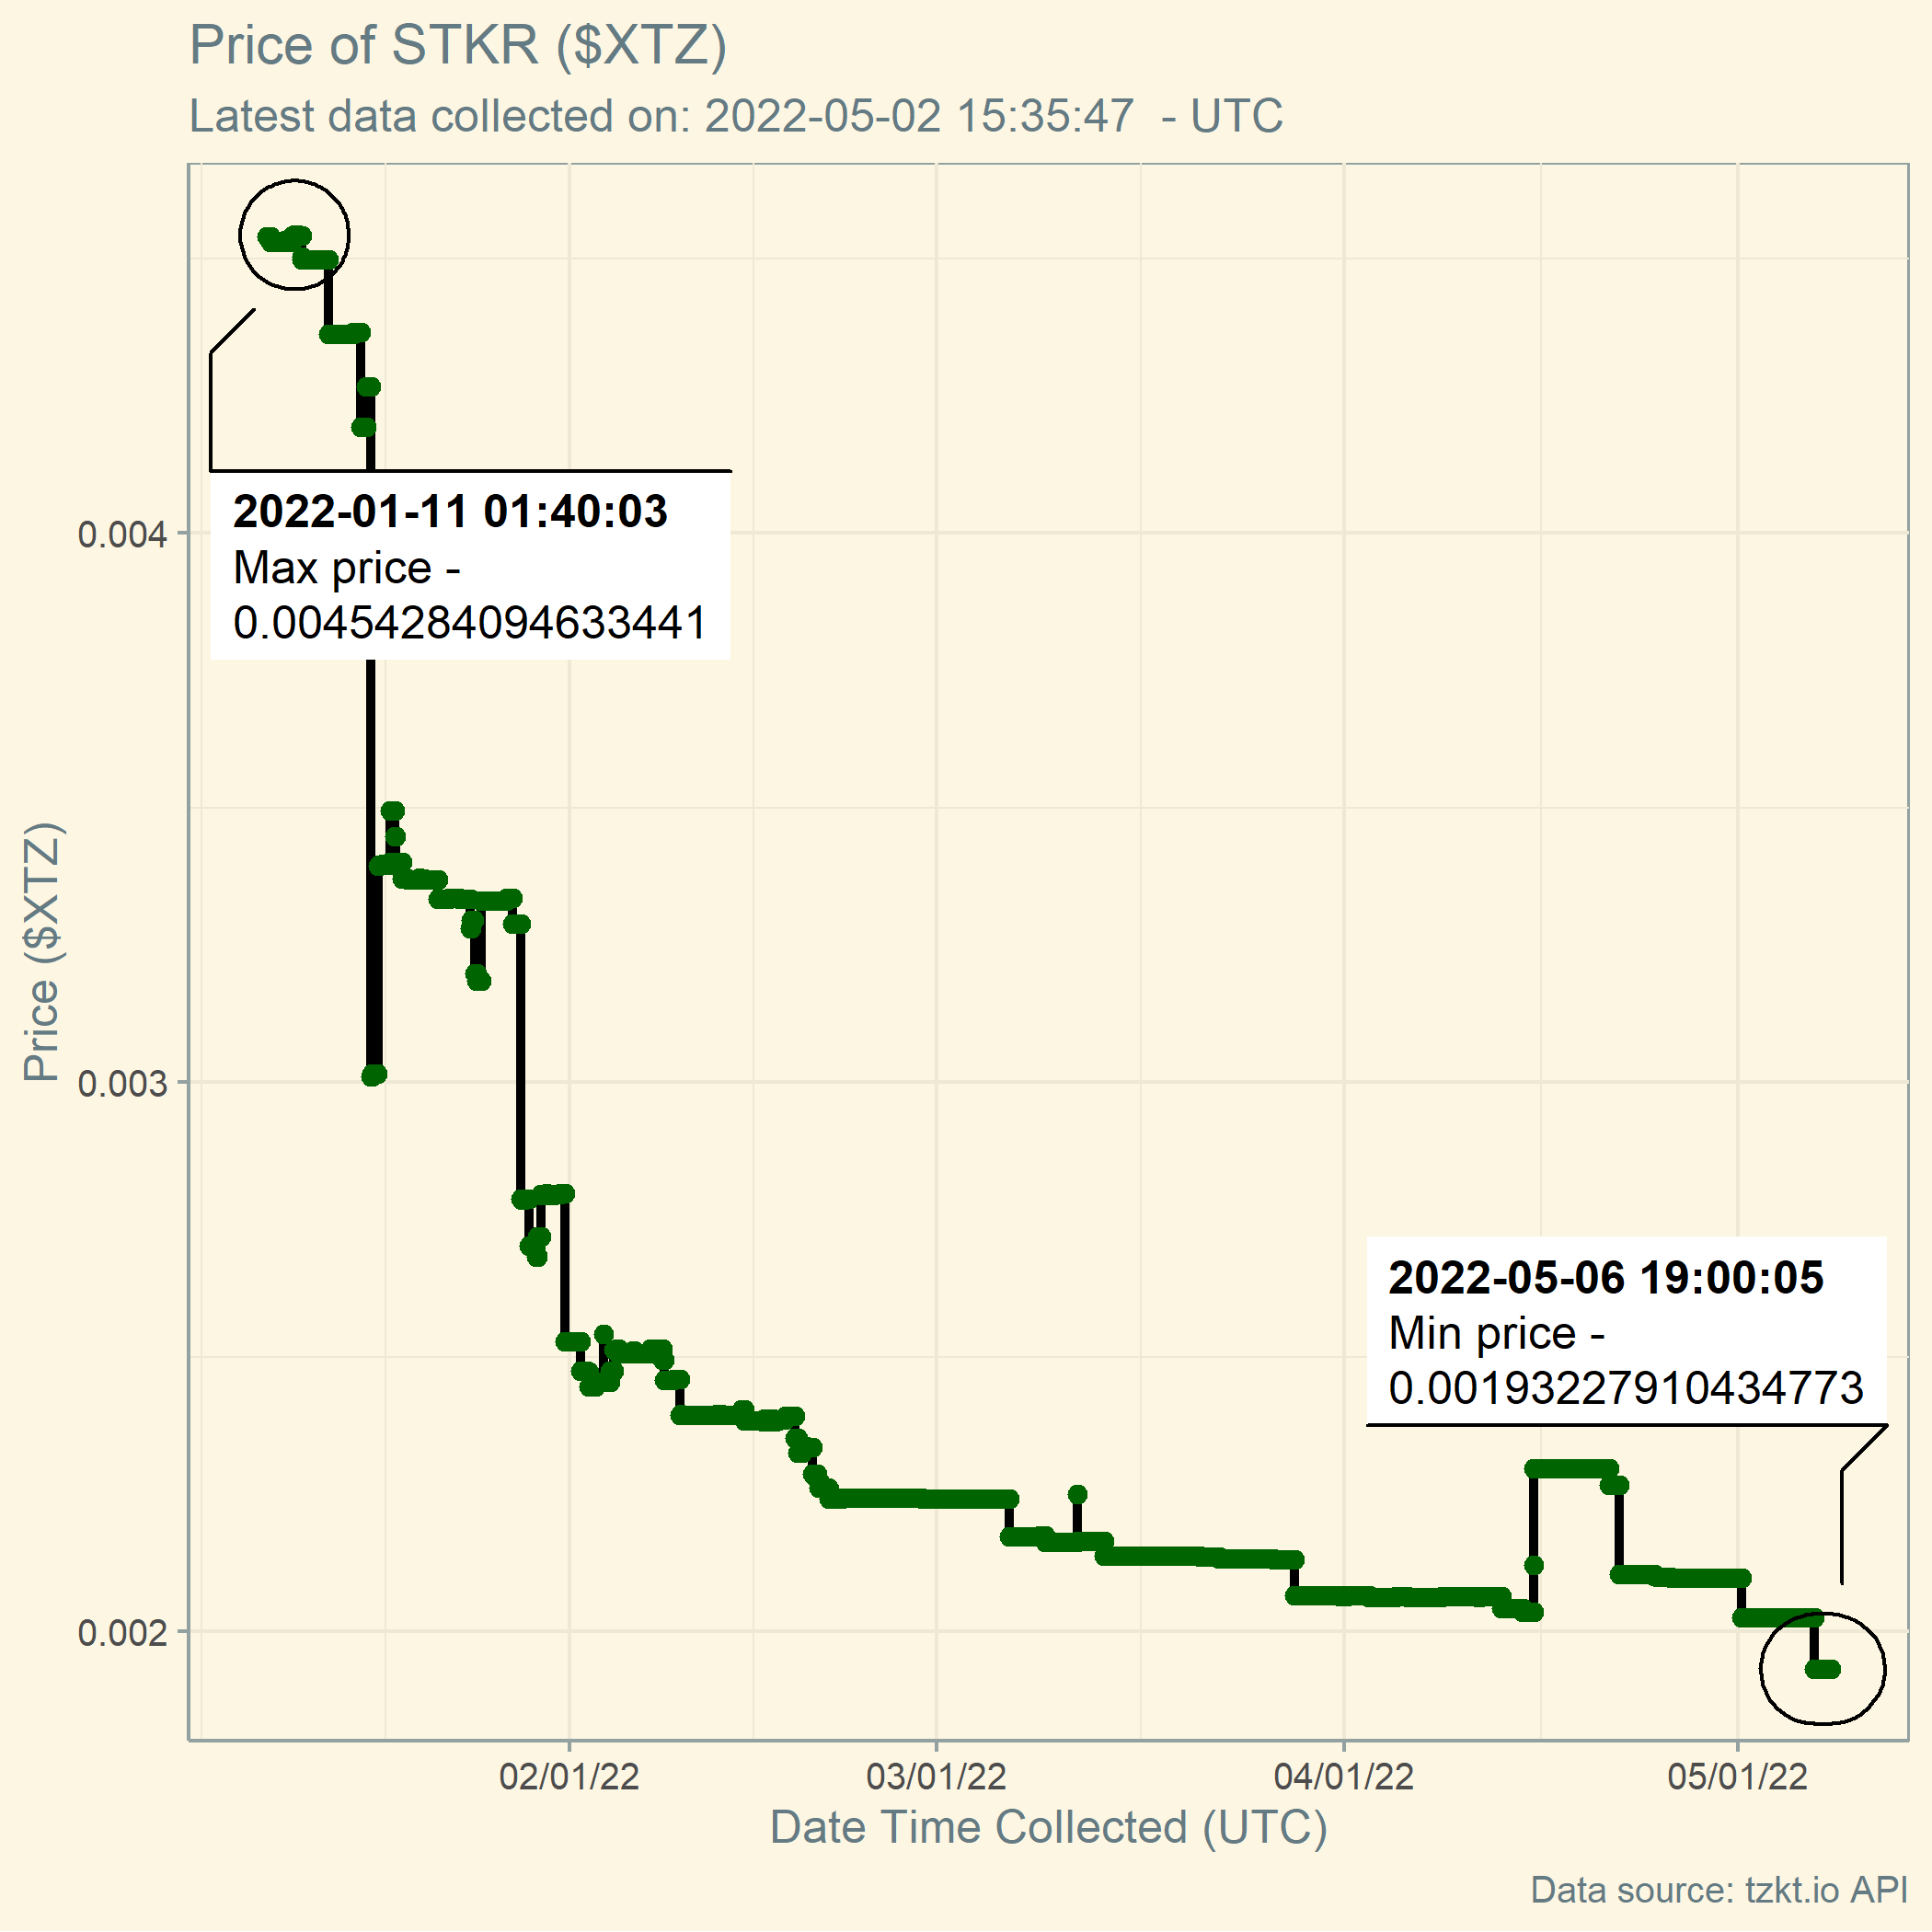 Price of STKR ($XTZ)
Latest data collected on: 2022-05-02 15:35:47  - UTC
2022-01-11 01:40:03
Max price -
0.00454284094633441
0.004
0.003
0.002
Price ($XTZ)
2022-05-06 19:00:05
Min price -
0.00193227910434773
02/01/22
03/01/22
04/01/22
05/01/22
Date Time Collected (UTC)
Data source: tzkt.io API